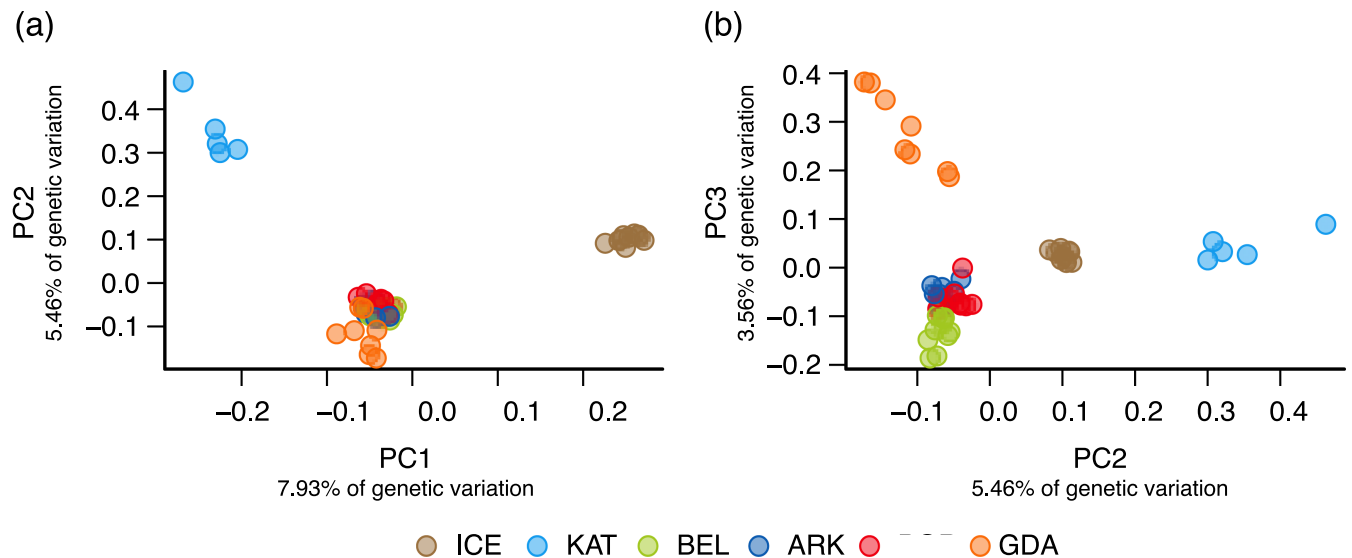 (a)
(b)
PC2
5.46% of genetic variation
0.4
0.3
0.2
0.1
0.0
−0.1
−0.2
−0.1
0.0
0.1
0.2
PC1
7.93% of genetic variation
PC3
3.56% of genetic variation
0.4
0.3
0.2
0.1
0.0
−0.1
−0.2
−0.1
0.0
0.1
0.2
0.3
0.4
PC2
5.46% of genetic variation
ICE KAT BEL ARK GDA